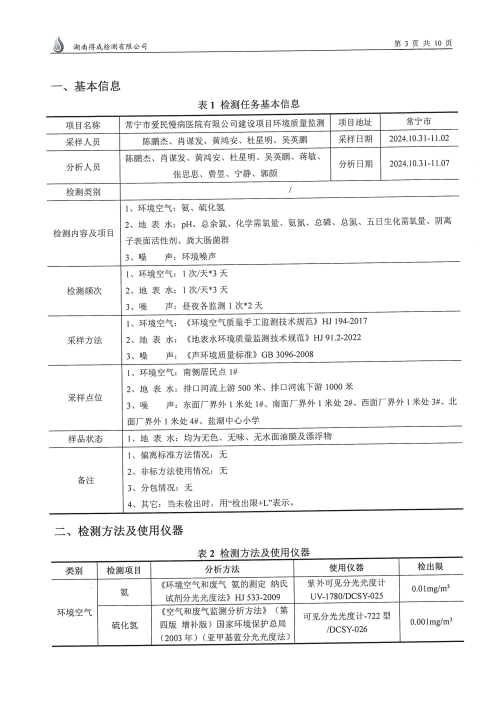 湖南得成检测有限公司
第 3 页 共 10 页
一、基本信息
表 1 检测任务基本信息
项目名称 常宁市爱民慢病医院有限公司建设项目环境质量监测 项目地址 常宁市
采样人员 陈鹏杰、肖谋发、黄鸿安、杜星明、吴英鹏 采样日期 2024.10.31-11.02
分析人员 陈鹏杰、肖谋发、黄鸿安、杜星明、吴英鹏、蒋敏、
张思思、费昱、宁静、郭颜 分析日期 2024.10.31-11.07
检测类别 /
检测内容及项目 1、环境空气：氨、硫化氢
2、地 表 水：pH、总余氯、化学需氧量、氨氮、总磷、总氮、五日生化需氧量、阴离
子表面活性剂、粪大肠菌群
3、噪 声：环境噪声
检测频次 1、环境空气：1 次/天*3 天
2、地 表 水：1 次/天*3 天
3、噪 声：昼夜各监测 1 次*2 天
采样方法 1、环境空气：《环境空气质量手工监测技术规范》HJ 194-2017
2、地 表 水：《地表水环境质量监测技术规范》HJ 91.2-2022
3、噪 声：《声环境质量标准》GB 3096-2008
采样点位 1、环境空气：南侧居民点 1#
2、地 表 水：排口河流上游 500 米、排口河流下游 1000 米
3、噪 声：东面厂界外 1 米处 1#、南面厂界外 1 米处 2#、西面厂界外 1 米处 3#、北
面厂界外 1 米处 4#、盐湖中心小学
样品状态 1、地 表 水：均为无色、无味、无水面油膜及漂浮物
备注 1、偏离标准方法情况：无
2、非标方法使用情况：无
3、分包情况：无
4、其它：当未检出时，用“检出限+L”表示。
二、检测方法及使用仪器
表 2 检测方法及使用仪器
类别 检测项目 分析方法 使用仪器 检出限
环境空气 氨 《环境空气和废气 氨的测定 纳氏
试剂分光光度法》HJ 533-2009 紫外可见分光光度计
UV-1780/DCSY-025 0.01mg/m³
硫化氢 《空气和废气监测分析方法》（第
四版 增补版）国家环境保护总局
（2003 年）（亚甲基蓝分光光度法） 可见分光光度计-722 型
/DCSY-026 0.001mg/m³